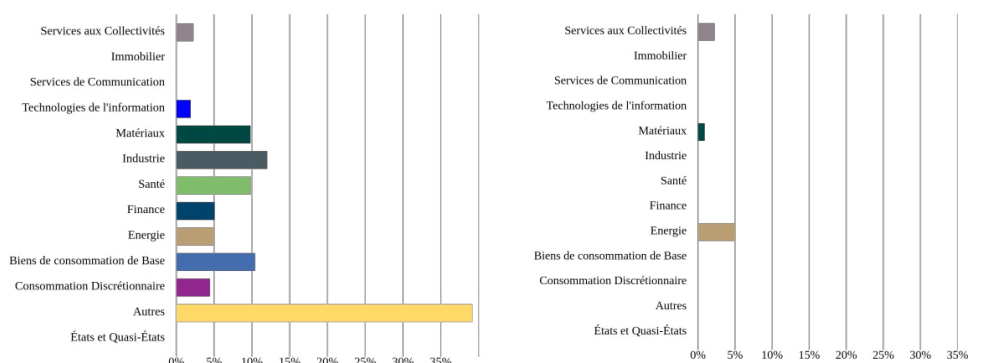 Services aux Collectivités
Immobilier
Services de Communication
Technologies de l'information
Matériaux
Industrie
Santé
Finance
Energie
Biens de consommation de Base
Consommation Discrétionnaire
Autres
États et Quasi-États
0% 5% 10% 15% 20% 25% 30% 35%
Services aux Collectivités
Immobilier
Services de Communication
Technologies de l'information
Matériaux
Industrie
Santé
Finance
Energie
Biens de consommation de Base
Consommation Discrétionnaire
Autres
États et Quasi-États
0% 5% 10% 15% 20% 25% 30% 35%